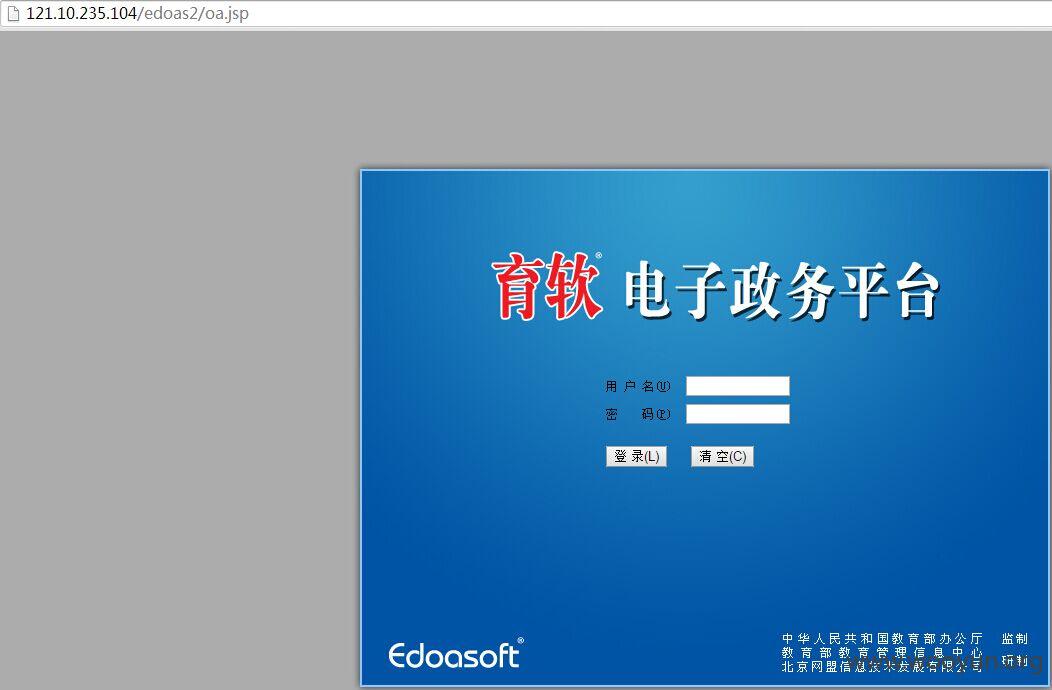 121.10.235.104/edoas2/oa.jsp
育软® 电子政务平台
用 户 名(U)
密 码(P)
登 录(L) 清 空(C)
Edoasoft®
中华人民共和国教育部办公厅 监制
教育部教育管理信息中心
北京网盟信息技术发展有限公司 研制